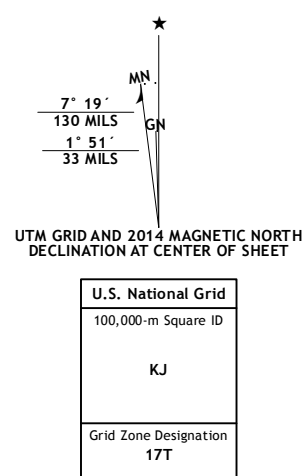 MN
GN
7° 19´
130 MILS
1° 51´
33 MILS
UTM GRID AND 2014 MAGNETIC NORTH
DECLINATION AT CENTER OF SHEET
U.S. National Grid
100,000-m Square ID
KJ
Grid Zone Designation
17T